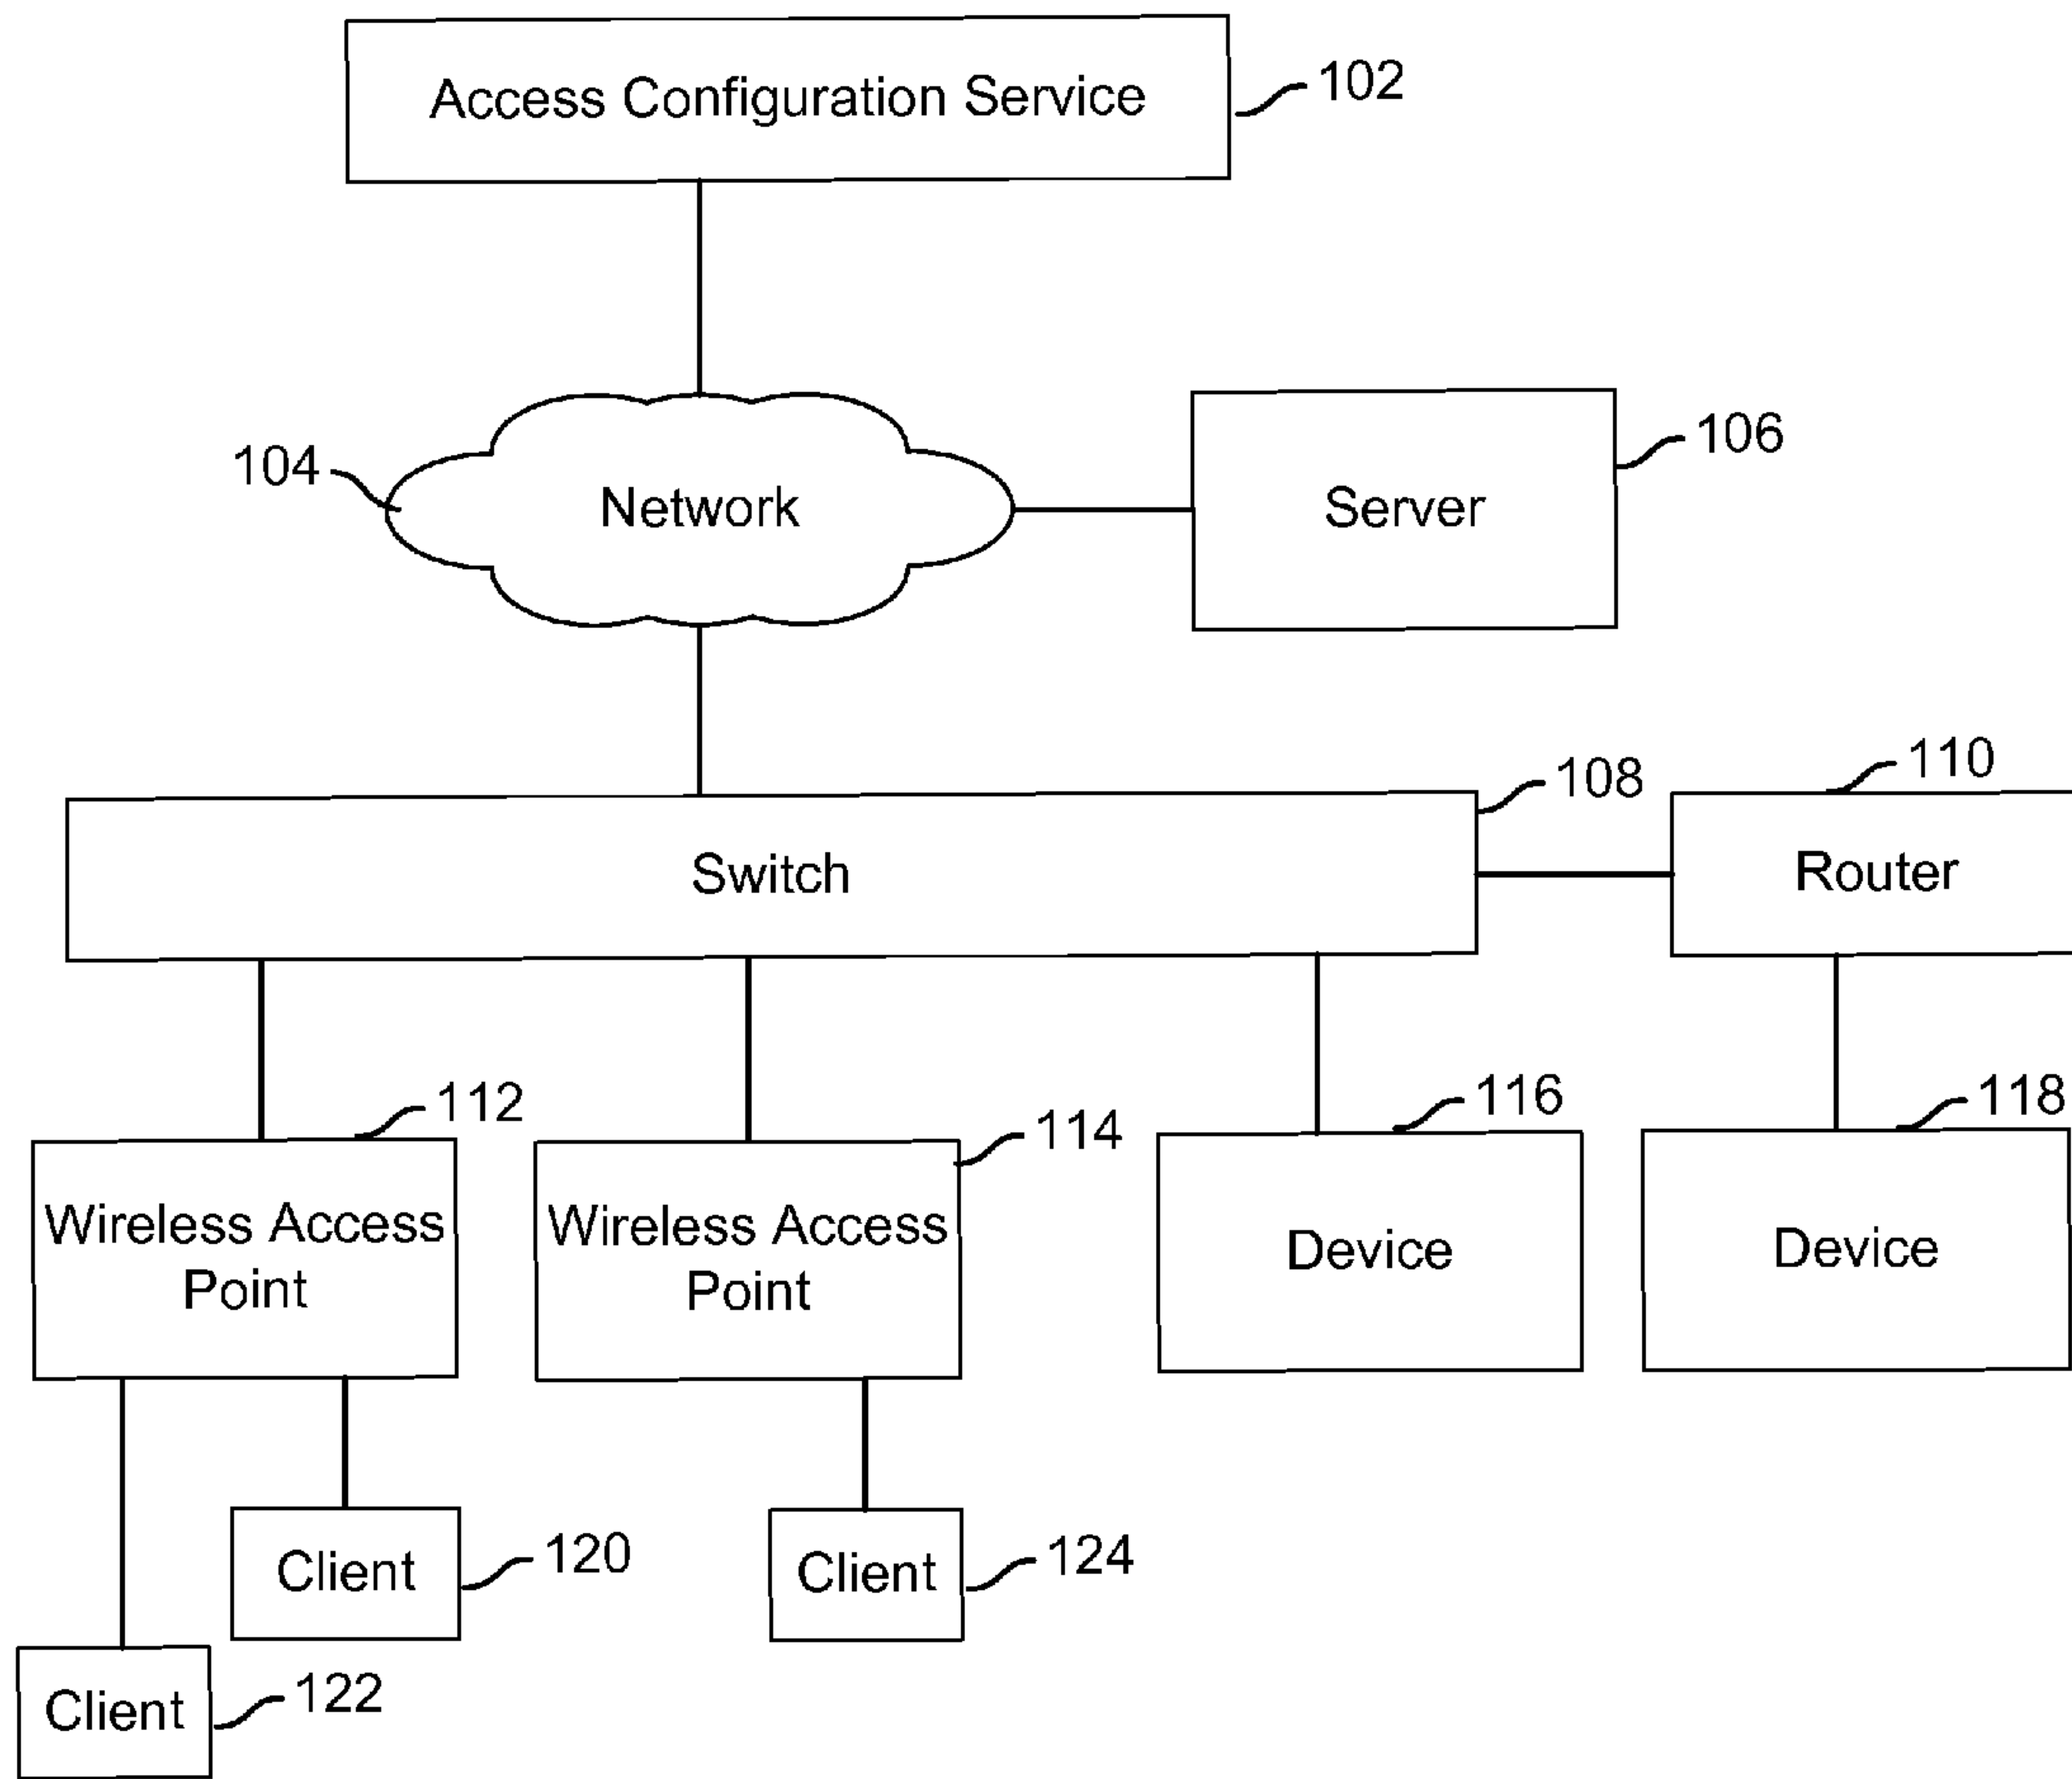 Access Configuration Service
102
104
Network
Server
106
108
110
Switch
Router
112
114
116
118
Wireless Access
Point
Wireless Access
Point
Device
Device
Client
120
Client
124
Client
122